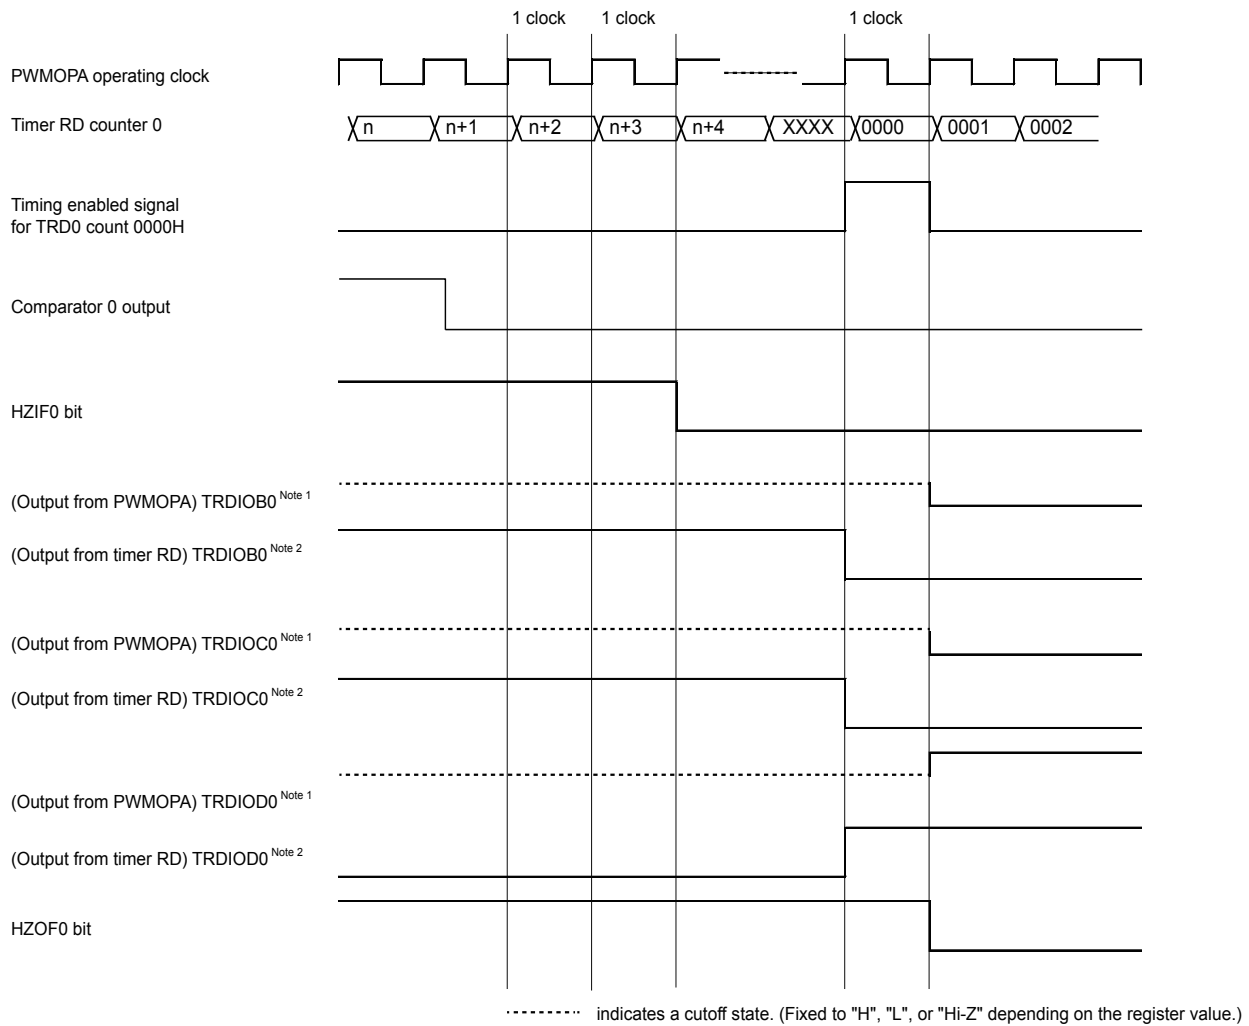 1 clock 1 clock 1 clock
PWMOPA operating clock
Timer RD counter 0 n n+1 n+2 n+3 n+4 XXXX 0000 0001 0002
Timing enabled signal
for TRD0 count 0000H
Comparator 0 output
HZIF0 bit
(Output from PWMOPA) TRDIOB0 Note 1
(Output from timer RD) TRDIOB0 Note 2
(Output from PWMOPA) TRDIOC0 Note 1
(Output from timer RD) TRDIOC0 Note 2
(Output from PWMOPA) TRDIOD0 Note 1
(Output from timer RD) TRDIOD0 Note 2
HZOF0 bit
indicates a cutoff state. (Fixed to "H", "L", or "Hi-Z" depending on the register value.)